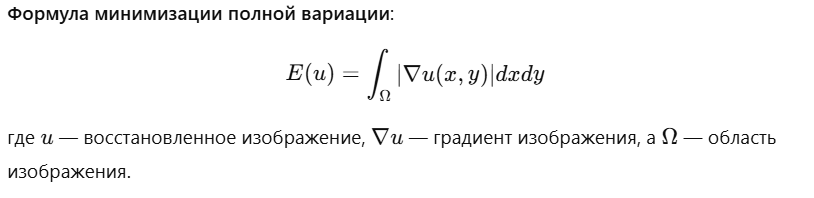 Формула минимизации полной вариации:
E(u) = ∫_Ω |∇u(x, y)|dxdy
где u — восстановленное изображение, ∇u — градиент изображения, а Ω — область
изображения.